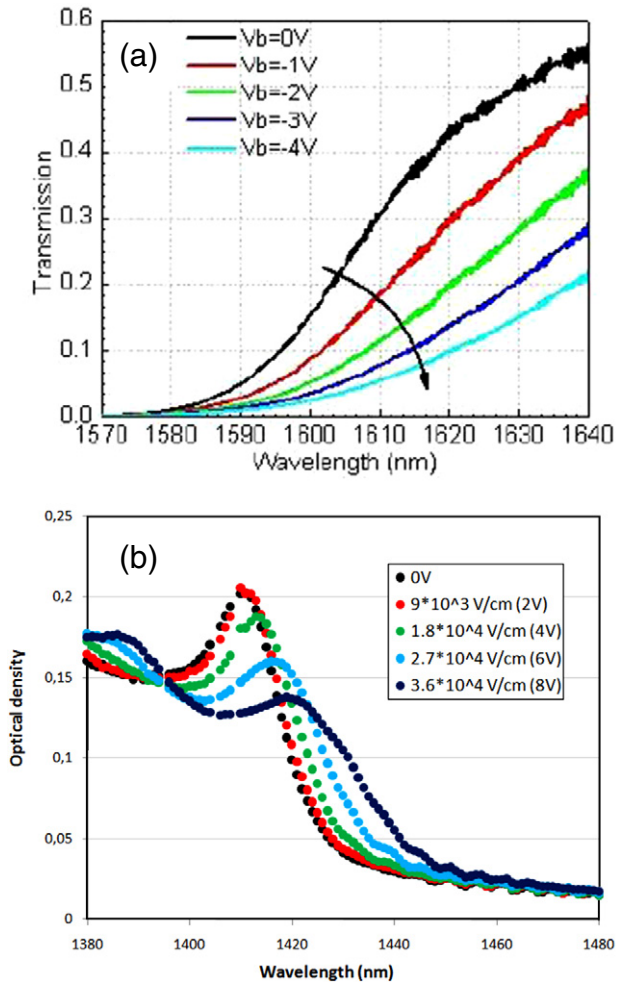 (a)
Vb=0V
Vb=-1V
Vb=-2V
Vb=-3V
Vb=-4V
Transmission
0.6
0.5
0.4
0.3
0.2
0.1
0.0
1570 1580 1590 1600 1610 1620 1630 1640
Wavelength (nm)
(b)
0V
9*10^3 V/cm (2V)
1.8*10^4 V/cm (4V)
2.7*10^4 V/cm (6V)
3.6*10^4 V/cm (8V)
Optical density
0,25
0,2
0,15
0,1
0,05
0
1380 1400 1420 1440 1460 1480
Wavelength (nm)